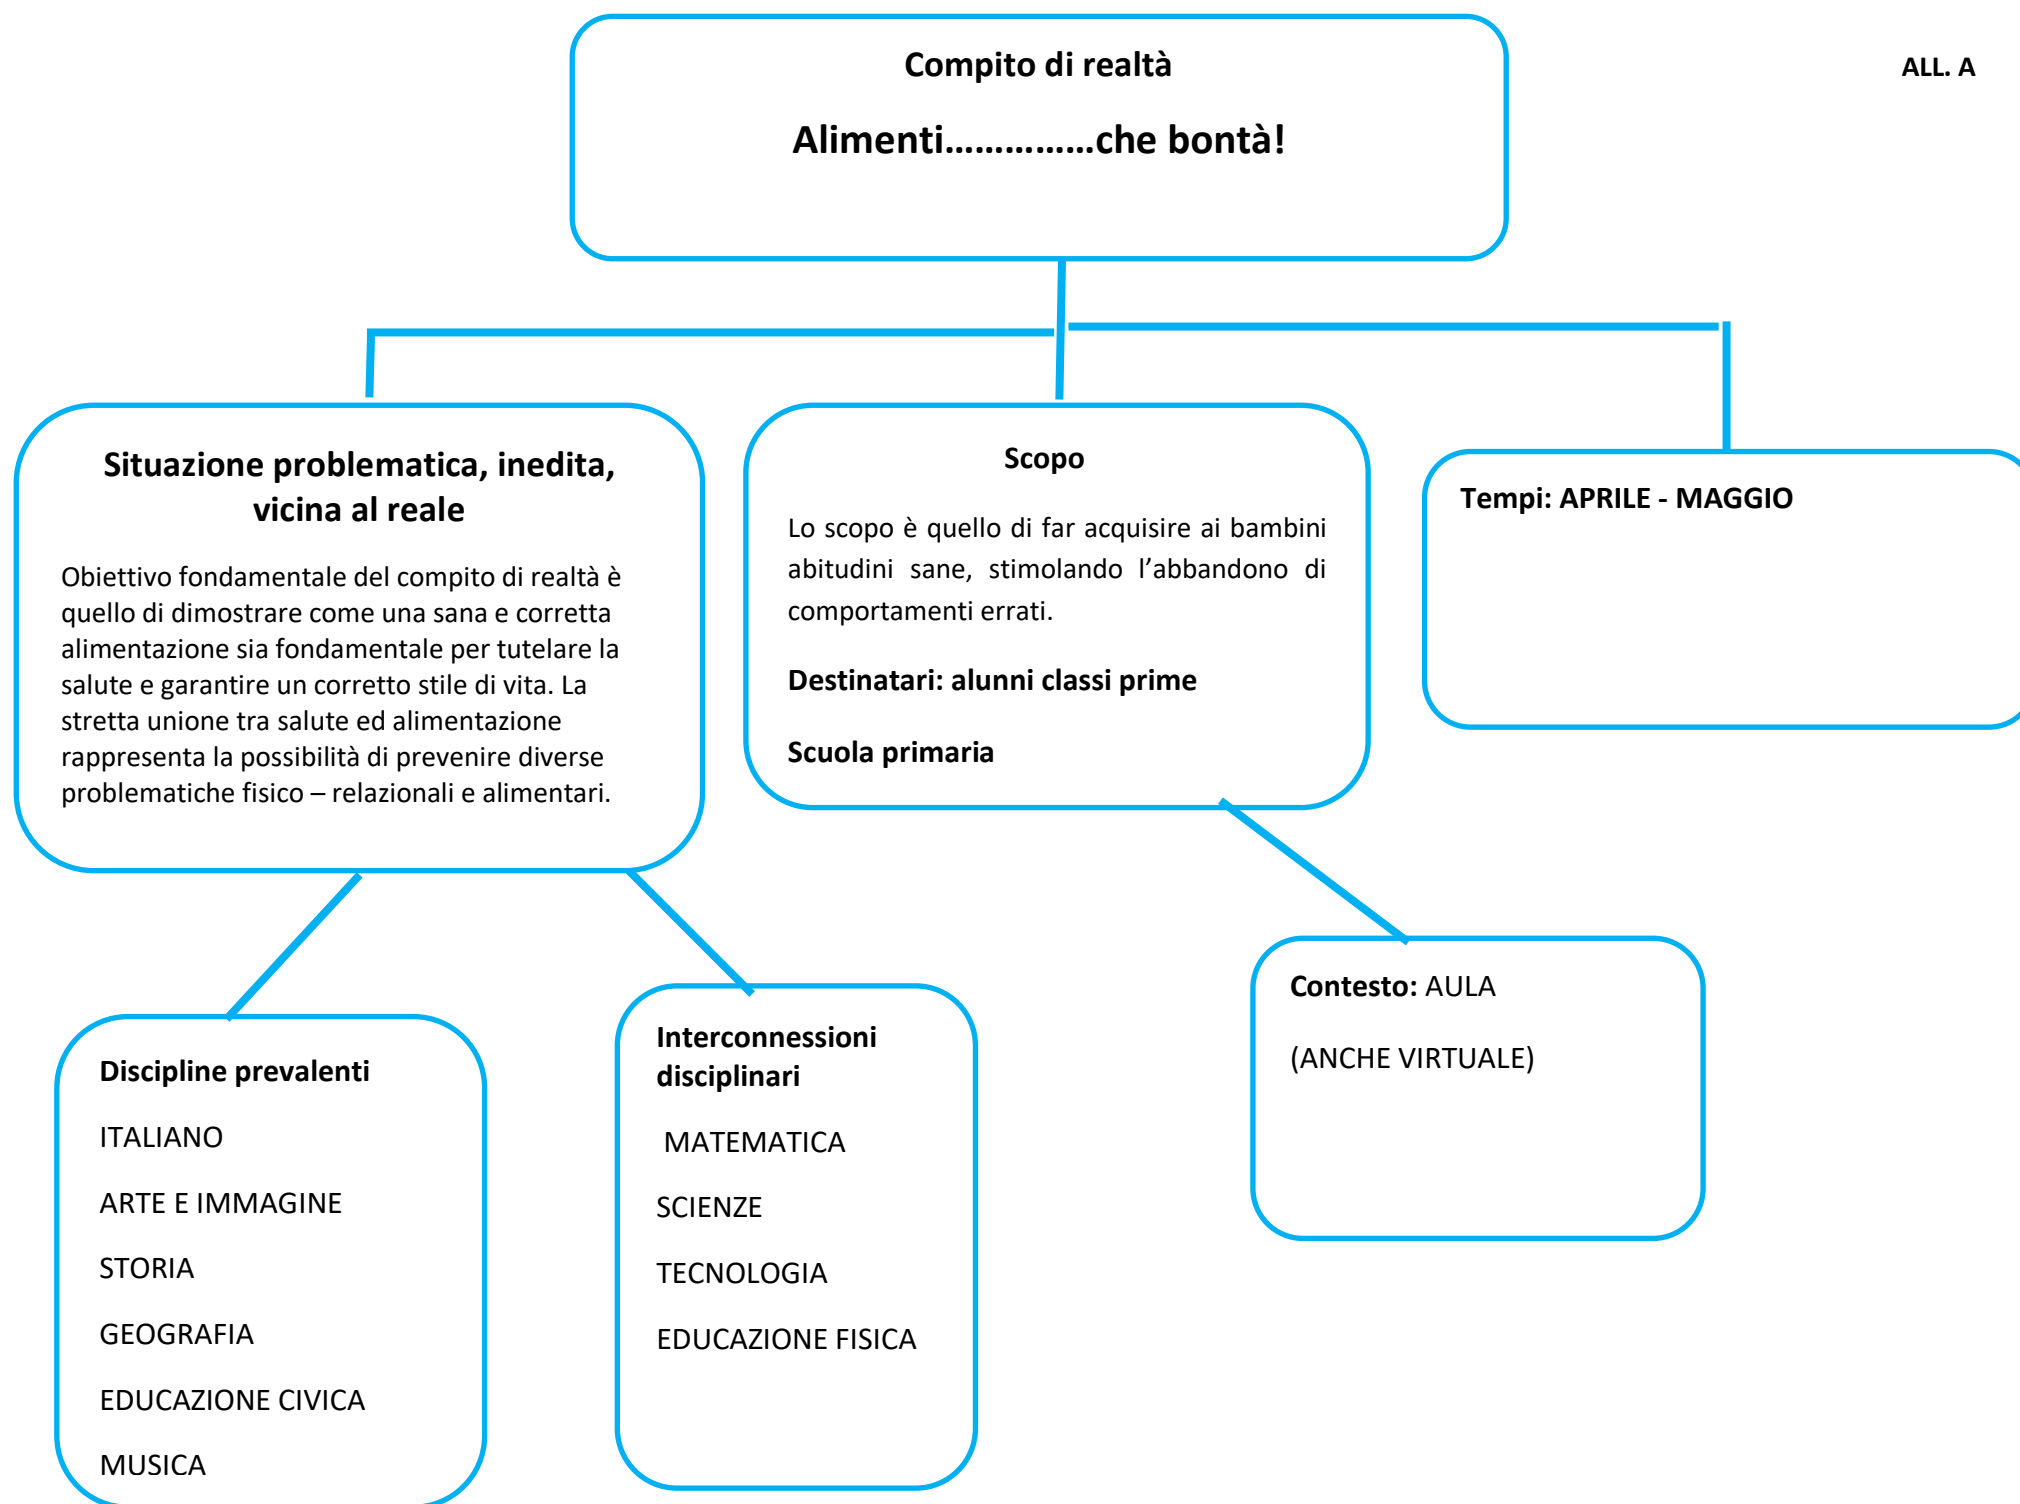 Compito di realtà
ALL. A
Alimenti……………che bontà!
Situazione problematica, inedita,
vicina al reale
Obiettivo fondamentale del compito di realtà è
quello di dimostrare come una sana e corretta
alimentazione sia fondamentale per tutelare la
salute e garantire un corretto stile di vita. La
stretta unione tra salute ed alimentazione
rappresenta la possibilità di prevenire diverse
problematiche fisico – relazionali e alimentari.
Scopo
Lo scopo è quello di far acquisire ai bambini
abitudini sane, stimolando l’abbandono di
comportamenti errati.
Destinatari: alunni classi prime
Scuola primaria
Tempi: APRILE - MAGGIO
Discipline prevalenti
ITALIANO
ARTE E IMMAGINE
STORIA
GEOGRAFIA
EDUCAZIONE CIVICA
MUSICA
Interconnessioni
disciplinari
MATEMATICA
SCIENZE
TECNOLOGIA
EDUCAZIONE FISICA
Contesto: AULA
(ANCHE VIRTUALE)